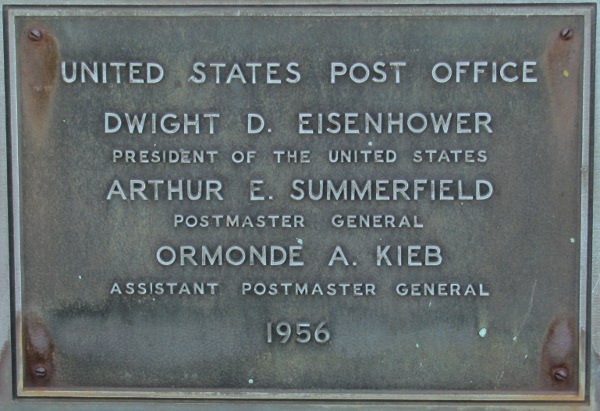 UNITED STATES POST OFFICE
DWIGHT D. EISENHOWER
PRESIDENT OF THE UNITED STATES
ARTHUR E. SUMMERFIELD
POSTMASTER GENERAL
ORMONDE A. KIEB
ASSISTANT POSTMASTER GENERAL
1956